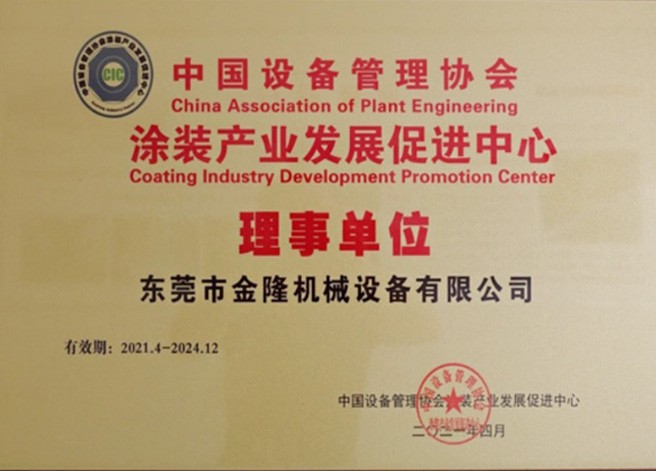 CIC
中国设备管理协会
China Association of Plant Engineering
涂装产业发展促进中心
Coating Industry Development Promotion Center
理事单位
东莞市金隆机械设备有限公司
有效期：2021.4-2024.12
中国设备管理协会涂装产业发展促进中心
二〇二一年四月